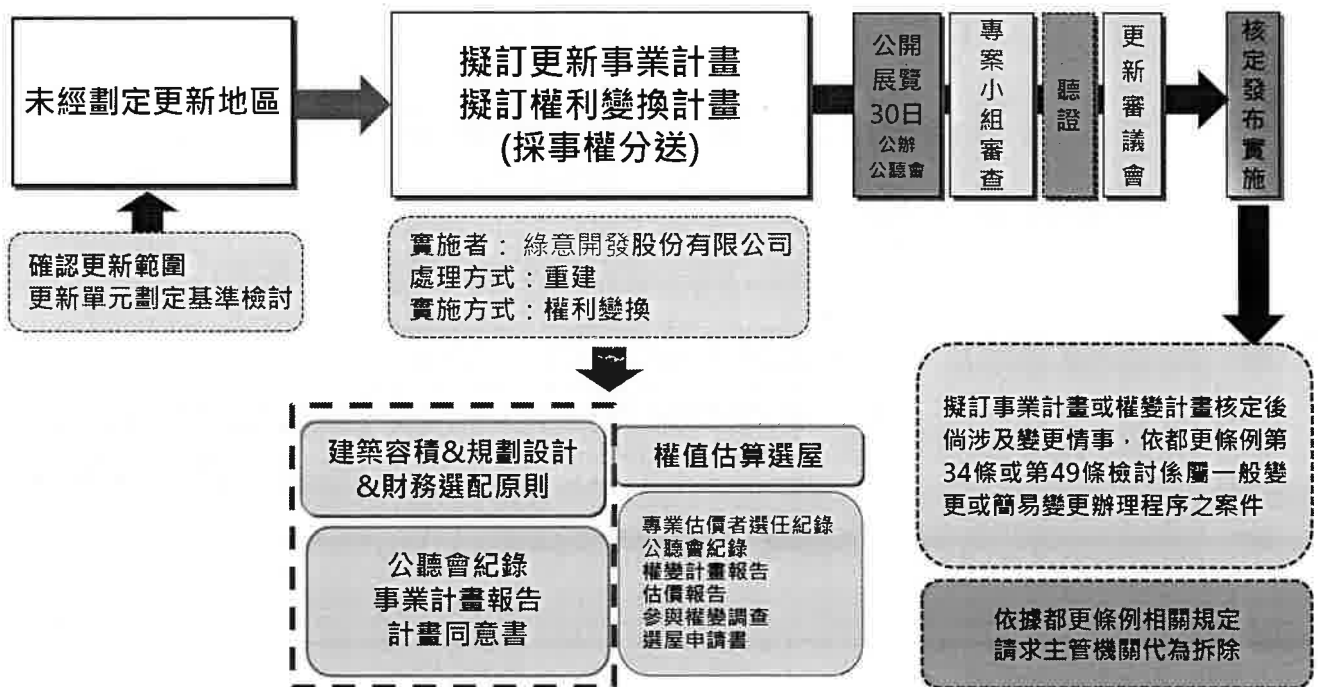 未經劃定更新地區
擬訂更新事業計畫
擬訂權利變換計畫
(採事權分送)
公開
展覽
30日
公辦
公聽會
專案小組審查
聽證
更新審議會
核定發布實施
確認更新範圍
更新單元劃定基準檢討
實施者：綠意開發股份有限公司
處理方式：重建
實施方式：權利變換
建築容積&規劃設計
&財務選配原則
公聽會紀錄
事業計畫報告
計畫同意書
權值估算選屋
專業估價者選任紀錄
公聽會紀錄
權變計畫報告
估價報告
參與權變調查
選屋申請書
擬訂事業計畫或權變計畫核定後
倘涉及變更情事，依都更條例第
34條或第49條檢討係屬一般變
更或簡易變更辦理程序之案件
依據都更條例相關規定
請求主管機關代為拆除